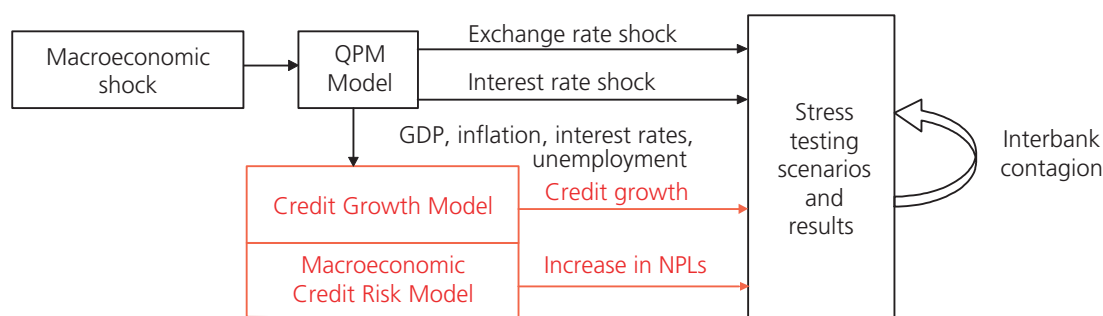 Macroeconomic
shock
QPM
Model
Exchange rate shock
Interest rate shock
GDP, inflation, interest rates,
unemployment
Credit Growth Model
Credit growth
Macroeconomic
Credit Risk Model
Increase in NPLs
Stress
testing
scenarios
and
results
Interbank
contagion